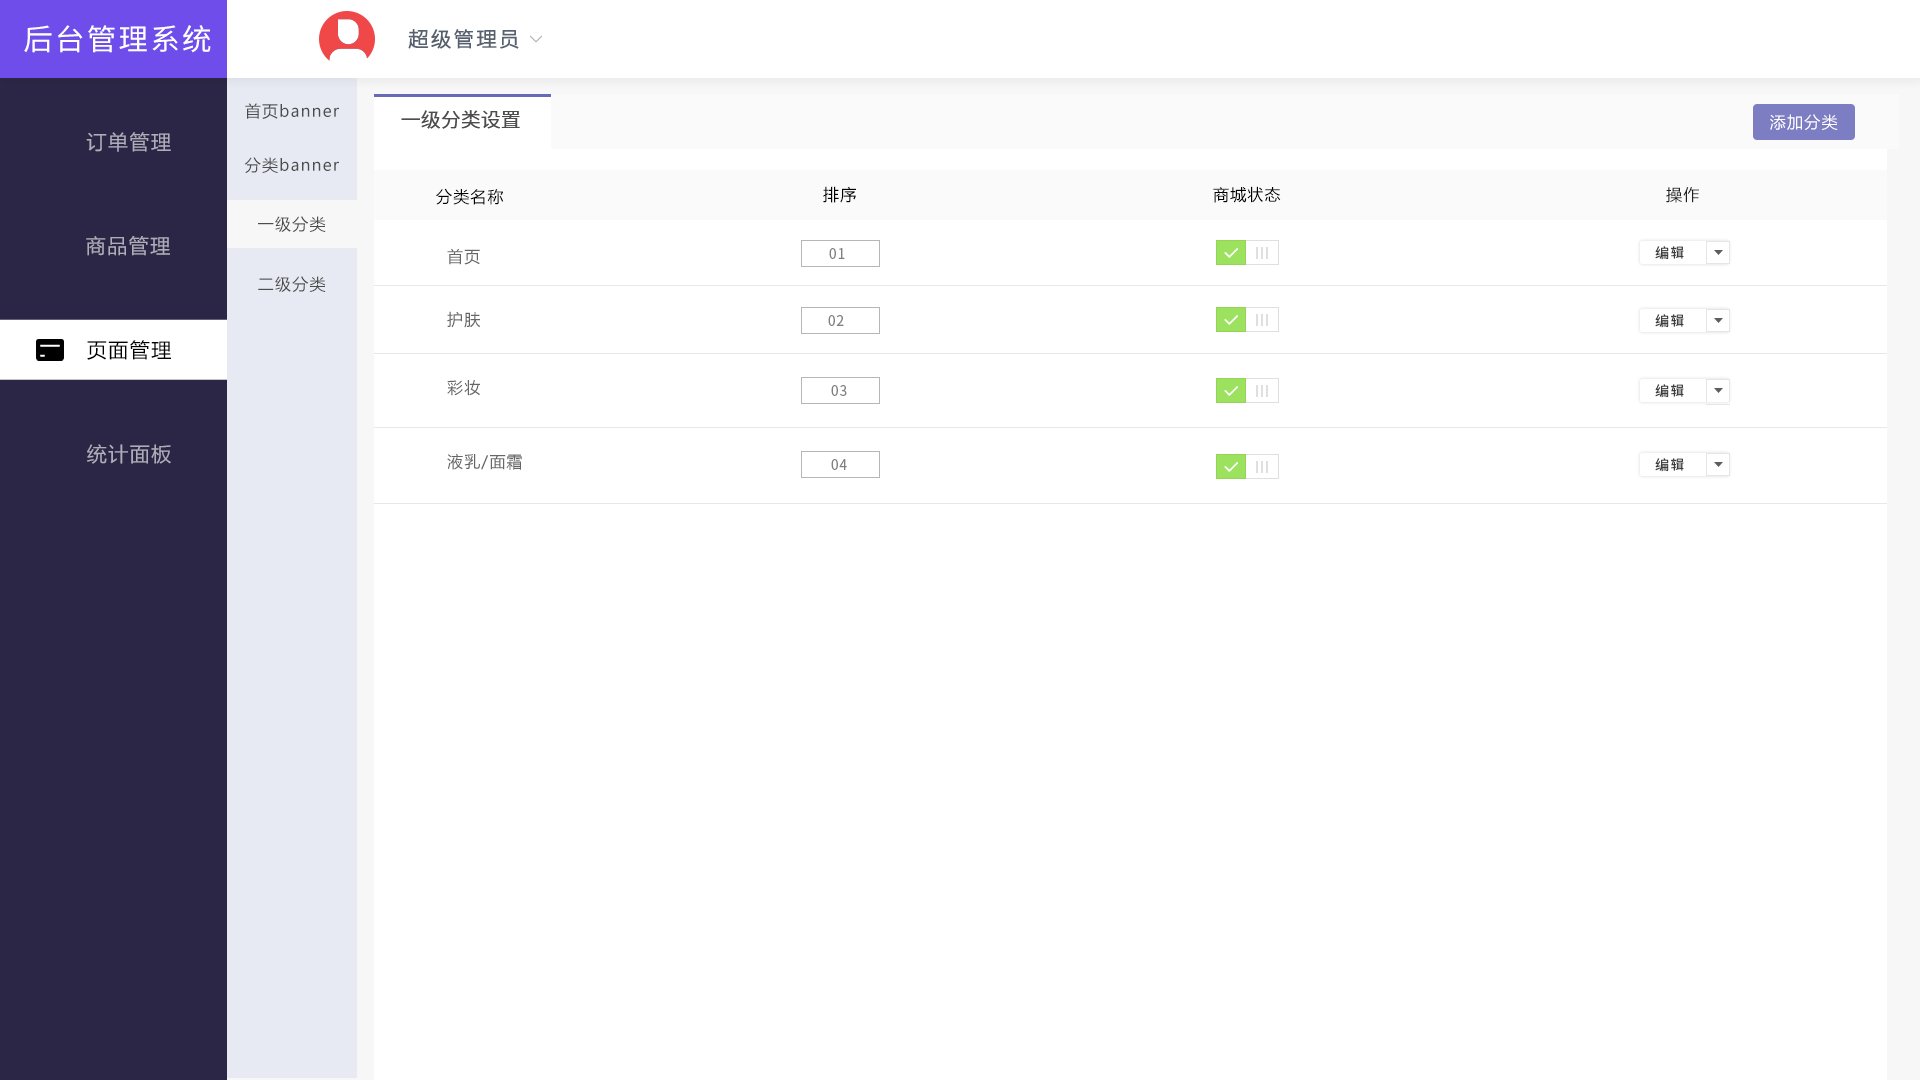 后台管理系统
超级管理员
订单管理
商品管理
页面管理
统计面板
首页banner
分类banner
一级分类
二级分类
一级分类设置
添加分类
分类名称 排序 商城状态 操作
首页 01 编辑
护肤 02 编辑
彩妆 03 编辑
液乳/面霜 04 编辑